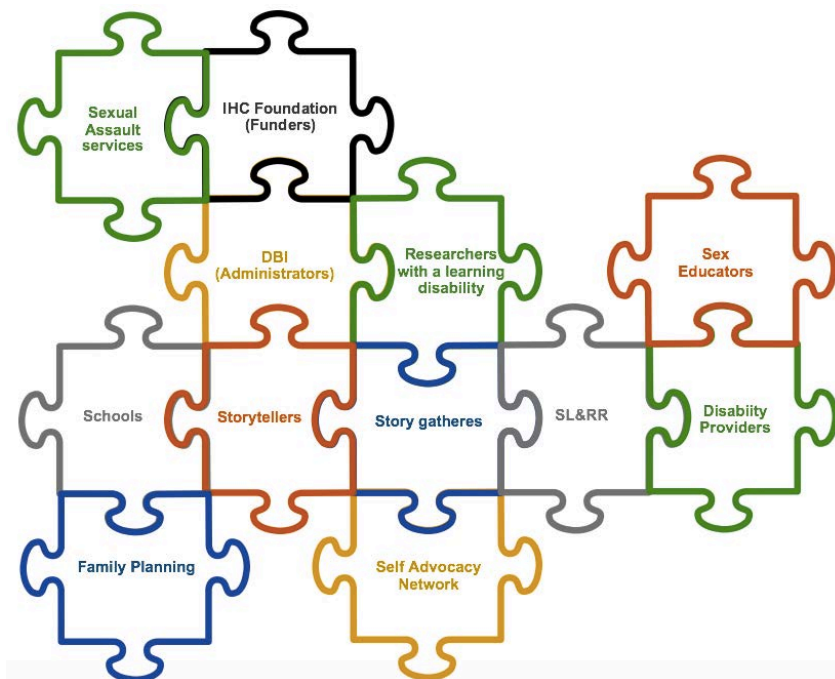 Sexual
Assault
services
IHC Foundation
(Funders)
DBI
(Administrators)
Researchers
with a learning
disability
Sex
Educators
Schools
Storytellers
Story gatheres
SL&RR
Disabiity
Providers
Family Planning
Self Advocacy
Network